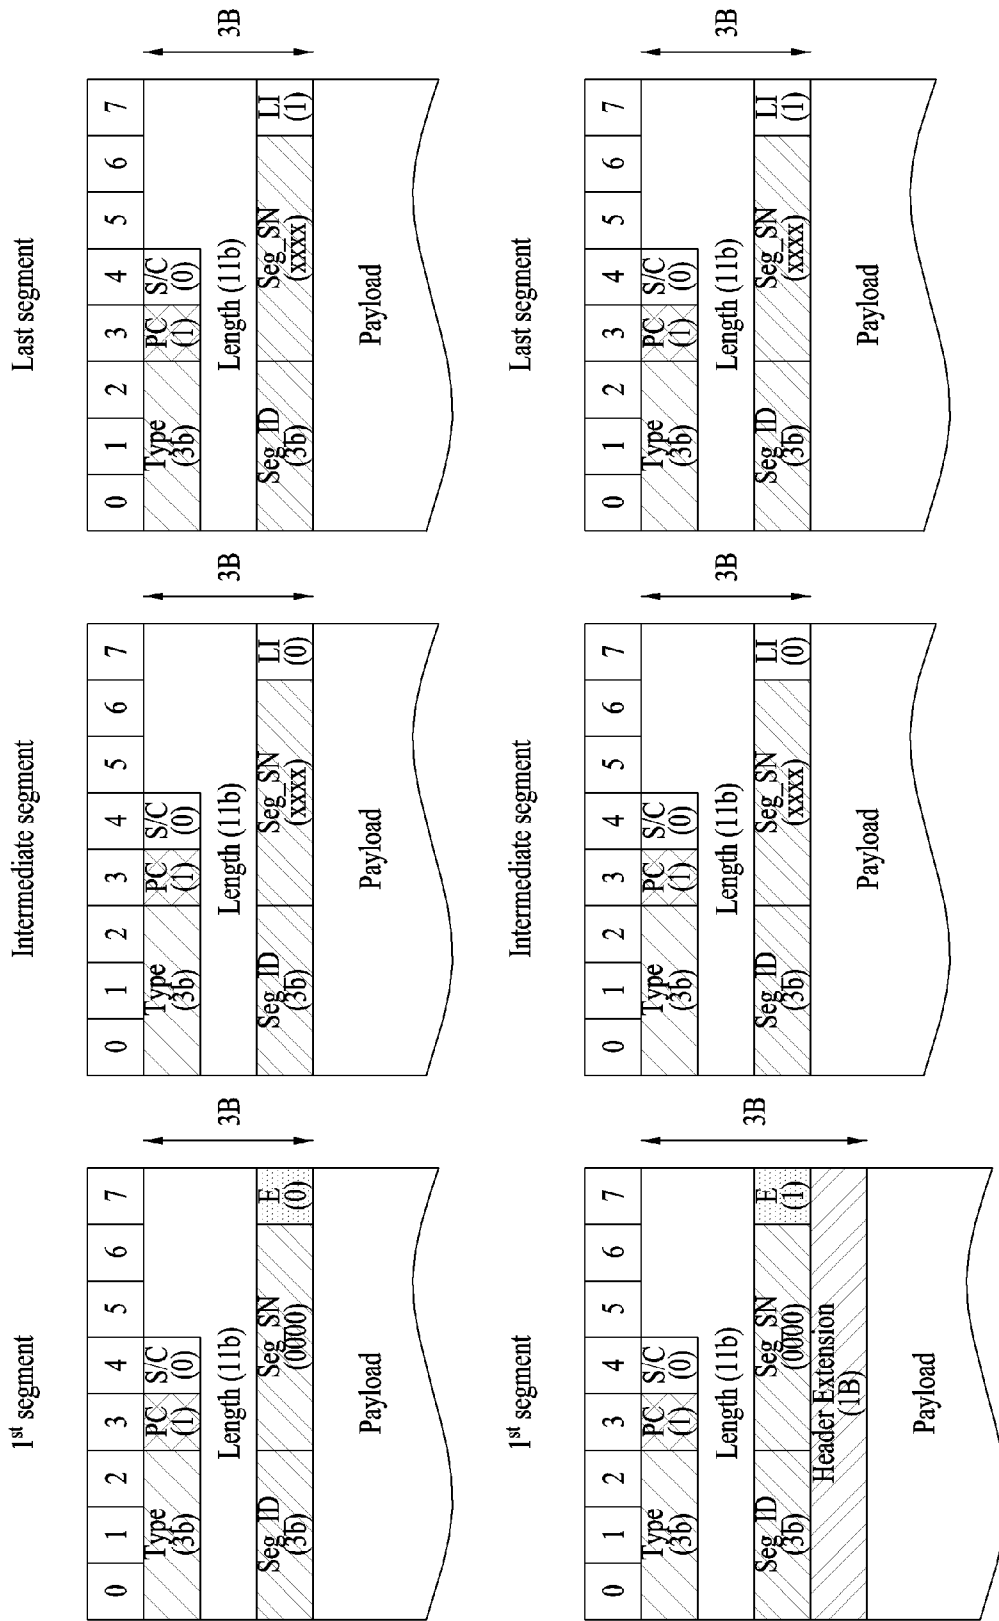 1st segment
0 1 2 3 4 5 6 7
Type
(3b)
PC
(1)
S/C
(0)
Length (11b)
Seg_ID
(3b)
Seg_SN
(0000)
E
(0)
Payload
3B
Intermediate segment
0 1 2 3 4 5 6 7
Type
(3b)
PC
(1)
S/C
(0)
Length (11b)
Seg_ID
(3b)
Seg_SN
(xxxx)
LI
(0)
Payload
3B
Last segment
0 1 2 3 4 5 6 7
Type
(3b)
PC
(1)
S/C
(0)
Length (11b)
Seg_ID
(3b)
Seg_SN
(xxxx)
LI
(1)
Payload
3B
1st segment
0 1 2 3 4 5 6 7
Type
(3b)
PC
(1)
S/C
(0)
Length (11b)
Seg_ID
(3b)
Seg_SN
(0000)
E
(1)
Header Extension
(1B)
Payload
3B
Intermediate segment
0 1 2 3 4 5 6 7
Type
(3b)
PC
(1)
S/C
(0)
Length (11b)
Seg_ID
(3b)
Seg_SN
(xxxx)
LI
(0)
Payload
3B
Last segment
0 1 2 3 4 5 6 7
Type
(3b)
PC
(1)
S/C
(0)
Length (11b)
Seg_ID
(3b)
Seg_SN
(xxxx)
LI
(1)
Payload
3B